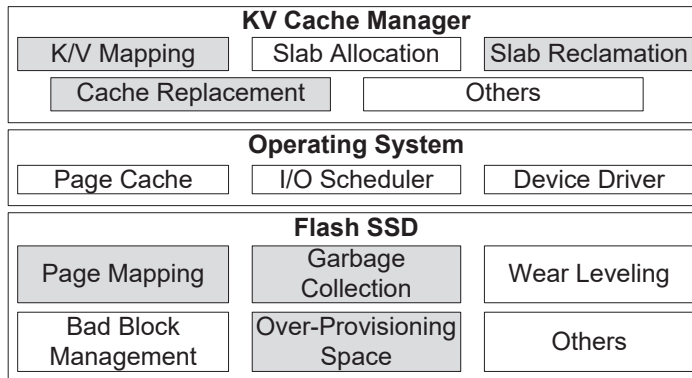 KV Cache Manager
K/V Mapping
Slab Allocation
Slab Reclamation
Cache Replacement
Others
Operating System
Page Cache
I/O Scheduler
Device Driver
Flash SSD
Page Mapping
Garbage
Collection
Wear Leveling
Bad Block
Management
Over-Provisioning
Space
Others